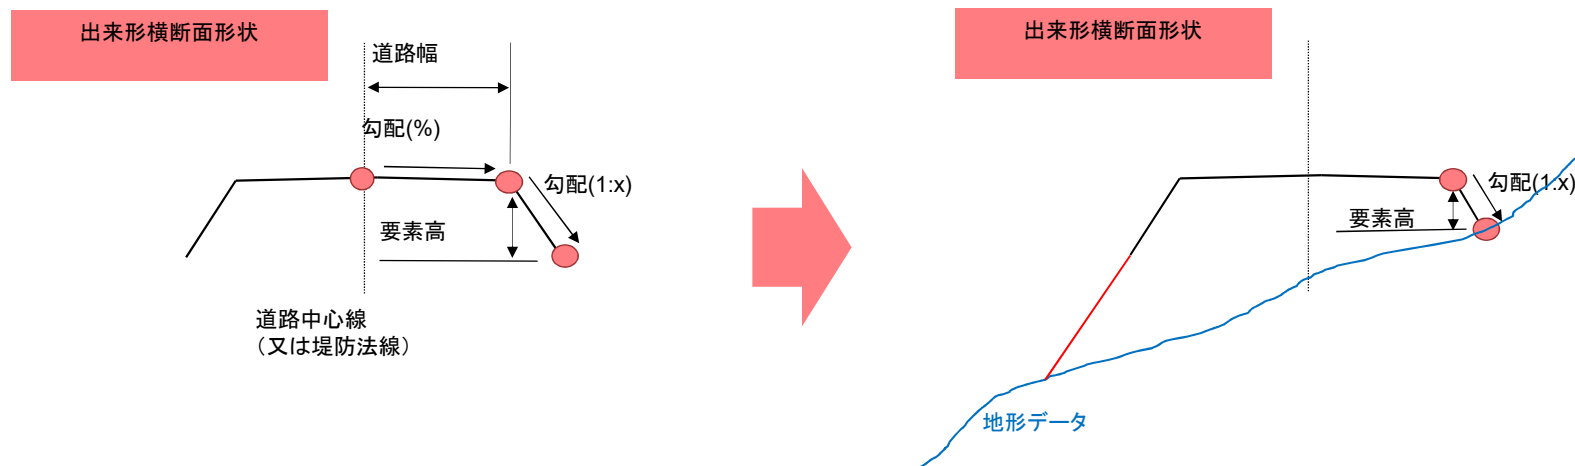 出来形横断面形状
道路幅
勾配(%)
勾配(1:x)
要素高
道路中心線
（又は堤防法線）
出来形横断面形状
勾配(1:x)
要素高
地形データ